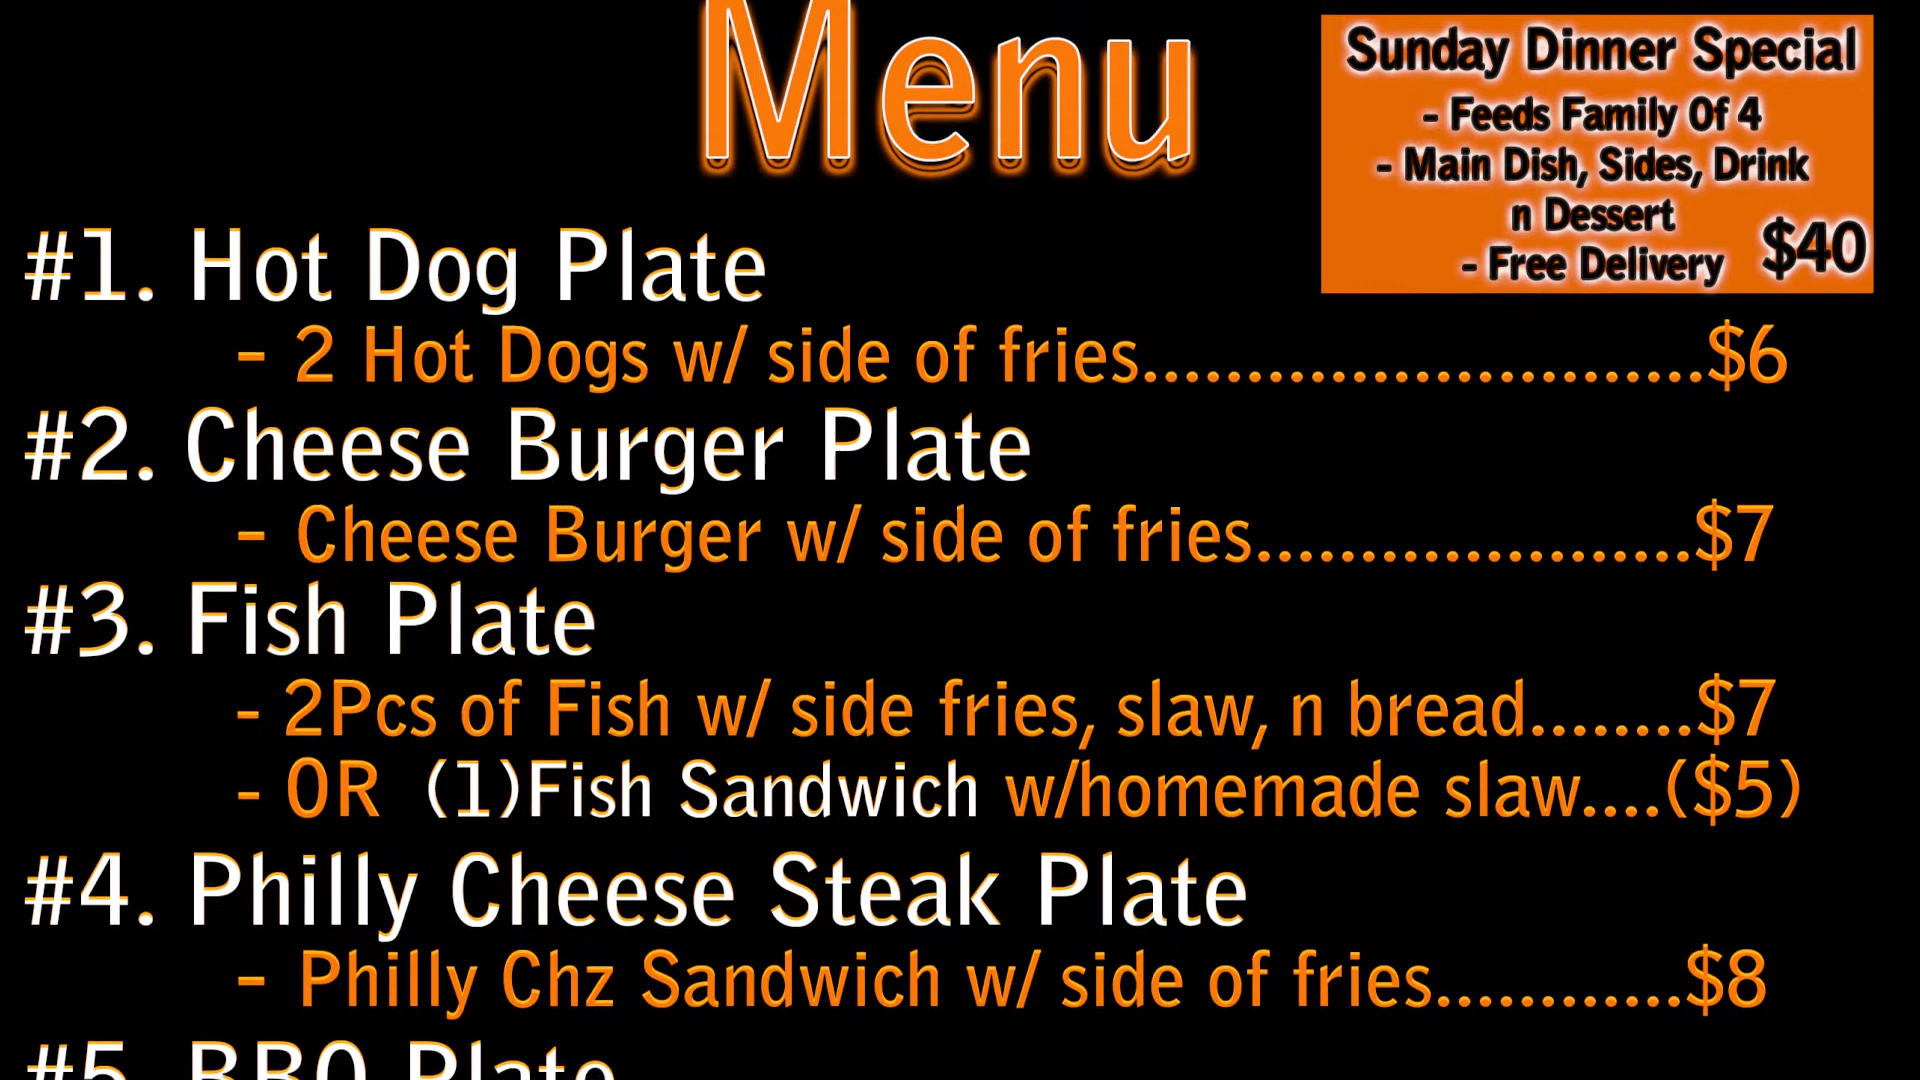 Menu
Sunday Dinner Special
- Feeds Family Of 4
- Main Dish, Sides, Drink
n Dessert
- Free Delivery $40
#1. Hot Dog Plate
- 2 Hot Dogs w/ side of fries...........................$6
#2. Cheese Burger Plate
- Cheese Burger w/ side of fries.....................$7
#3. Fish Plate
- 2Pcs of Fish w/ side fries, slaw, n bread........$7
- OR (1)Fish Sandwich w/homemade slaw....($5)
#4. Philly Cheese Steak Plate
- Philly Chz Sandwich w/ side of fries............$8
#5. BBQ Plate